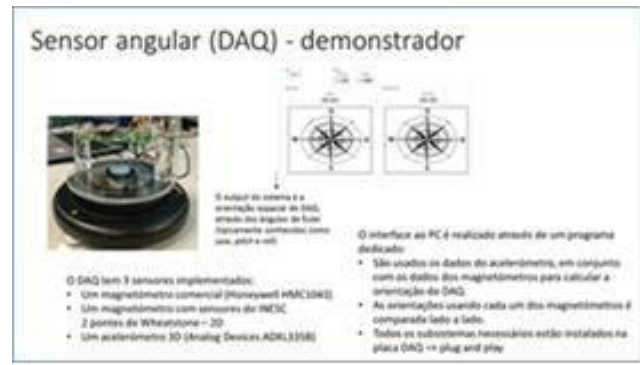 Sensor angular (DAQ) - demonstrador
O output do sistema é a
orientação espacial do DAQ,
através dos ângulos de Euler
(tipicamente conhecidos como
yaw, pitch e roll)
O interface ao PC é realizado através de um programa
dedicado:
• São usados os dados do acelerómetro, em conjunto
com os dados dos magnetómetros para calcular a
orientação do DAQ.
• As orientações usando cada um dos magnetómetros é
comparada lado a lado.
• Todos os subsistemas necessários estão instalados na
placa DAQ -> plug and play
O DAQ tem 3 sensores implementados:
• Um magnetómetro comercial (Honeywell HMC1043)
• Um magnetómetro com sensores do INESC
2 pontes de Wheatstone – 2D
• Um acelerómetro 3D (Analog Devices ADXL335B)